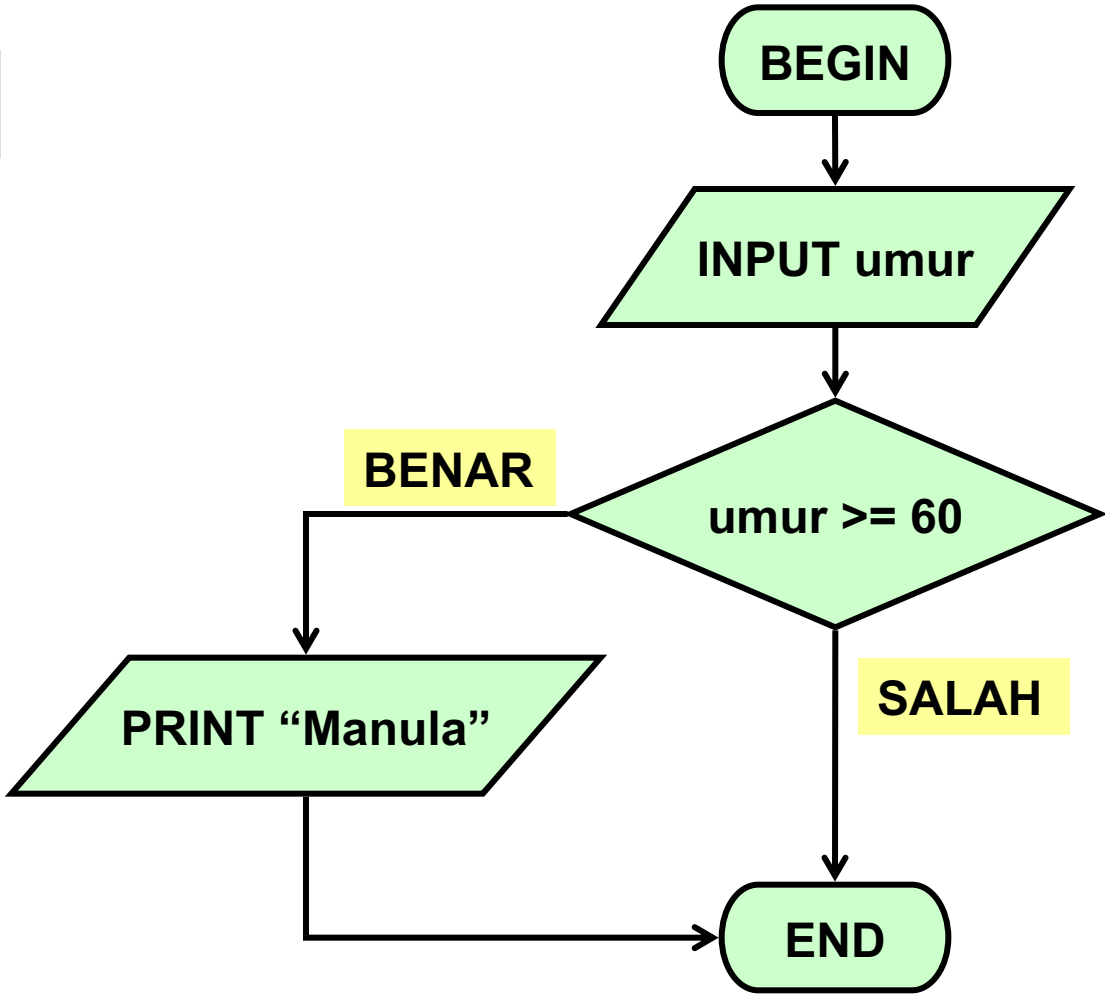 BEGIN
INPUT umur
BENAR
umur >= 60
SALAH
PRINT “Manula”
END